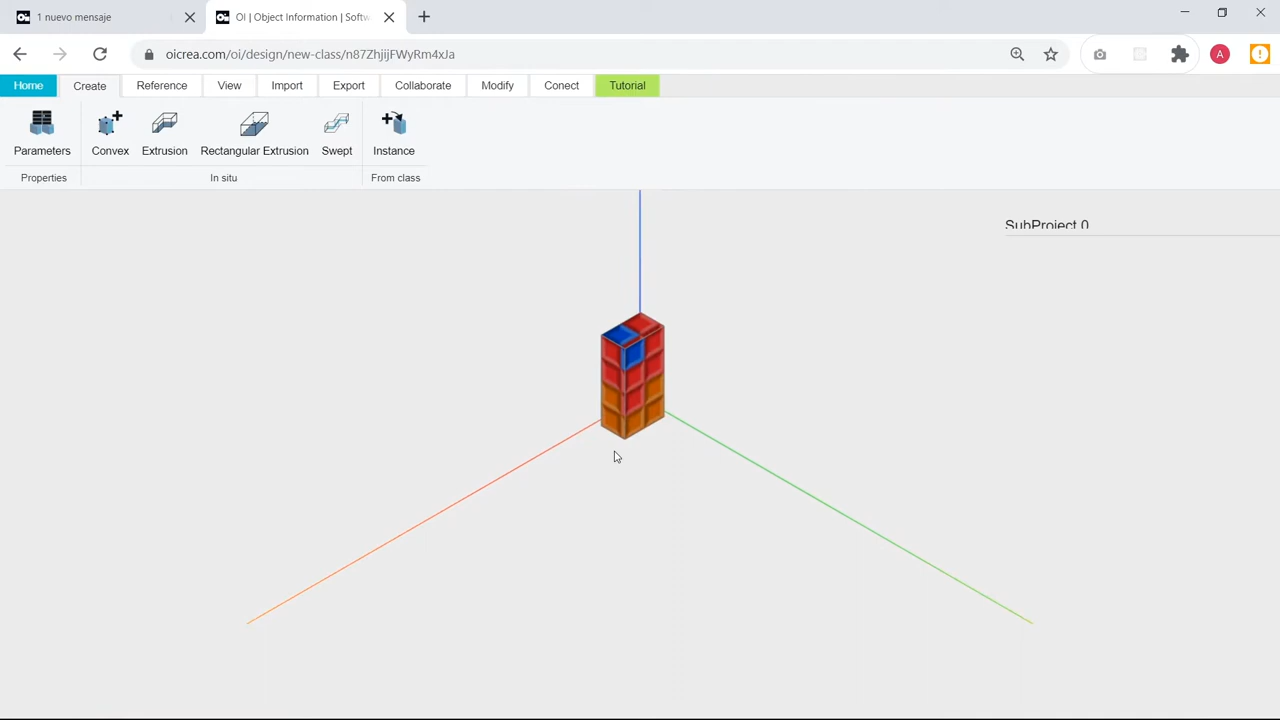 1 nuevo mensaje
OI | Object Information | Softw
oicrea.com/oi/design/new-class/n87ZhjijFWyRm4xJa
A
Home Create Reference View Import Export Collaborate Modify Conect Tutorial
Parameters Convex Extrusion Rectangular Extrusion Swept Instance
Properties In situ From class
SubProject 0